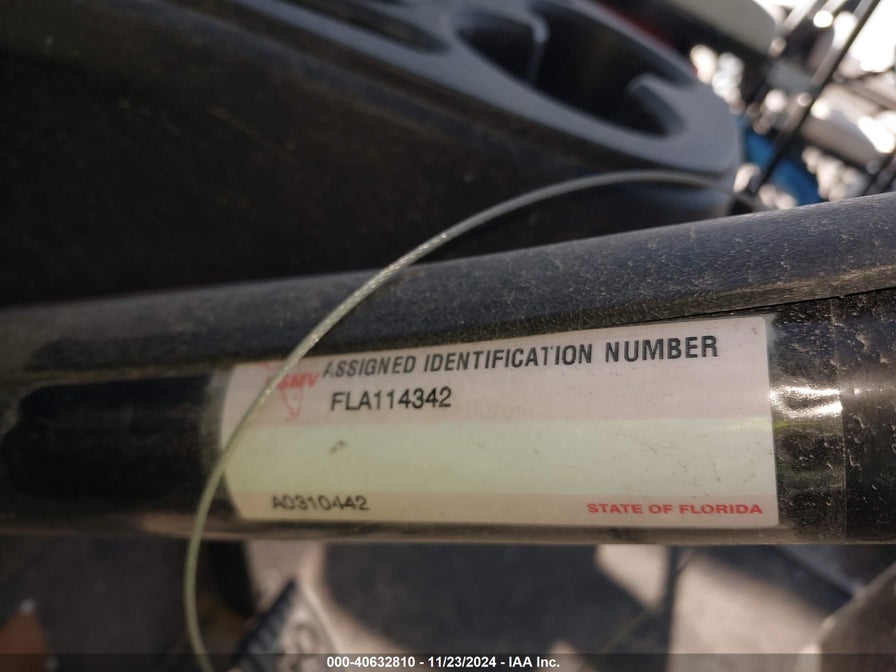 ASSIGNED IDENTIFICATION NUMBER
FLA114342
A0310442
STATE OF FLORIDA
000-40632810 - 11/23/2024 - IAA Inc.